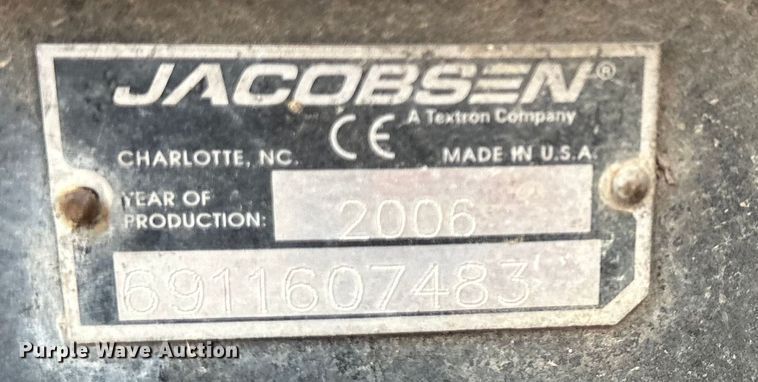 JACOBSEN®
A Textron Company
CE
CHARLOTTE, NC. MADE IN U.S.A.
YEAR OF
PRODUCTION: 2006
6911607483
Purple Wave Auction